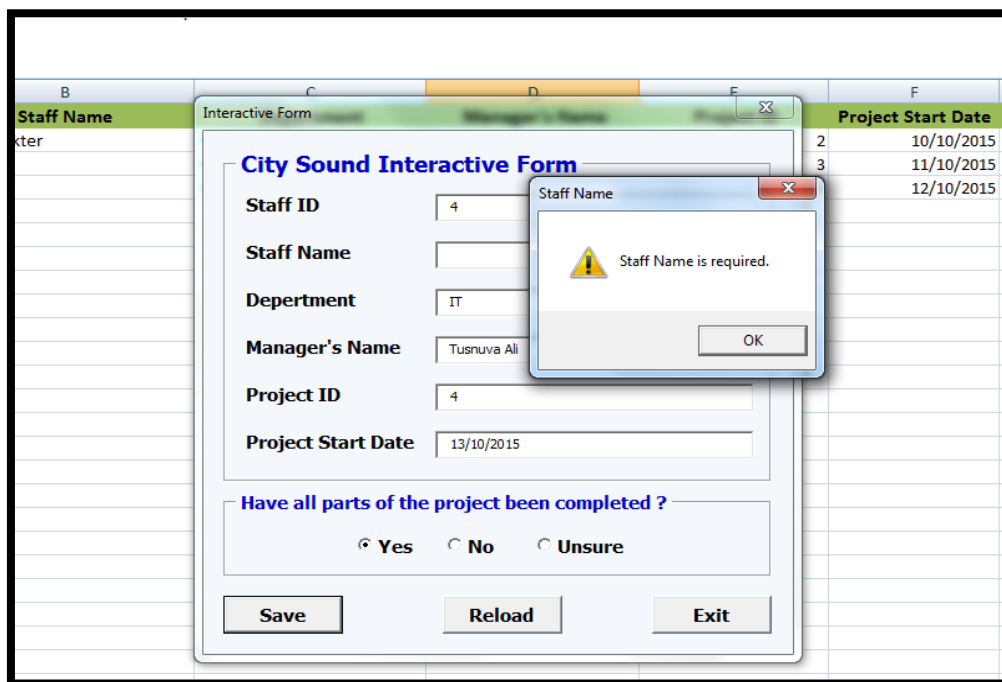 B C D E F
Staff Name Project Start Date
xter 2 10/10/2015
3 11/10/2015
12/10/2015
Interactive Form
City Sound Interactive Form
Staff ID 4
Staff Name
Depertment IT
Manager's Name Tusnuva Ali
Project ID 4
Project Start Date 13/10/2015
Staff Name
Staff Name is required.
OK
Have all parts of the project been completed ?
Yes No Unsure
Save Reload Exit